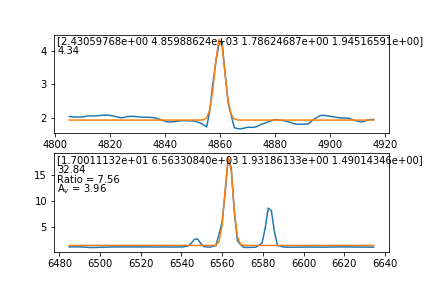 [2.43059768e+00 4.85988624e+03 1.78624687e+00 1.94516591e+00]
4.34
4
3
2
4800 4820 4840 4860 4880 4900 4920
[1.70011132e+01 6.56330840e+03 1.93186133e+00 1.49014346e+00]
32.84
Ratio = 7.56
Aᵥ = 3.96
15
10
5
6480 6500 6520 6540 6560 6580 6600 6620 6640